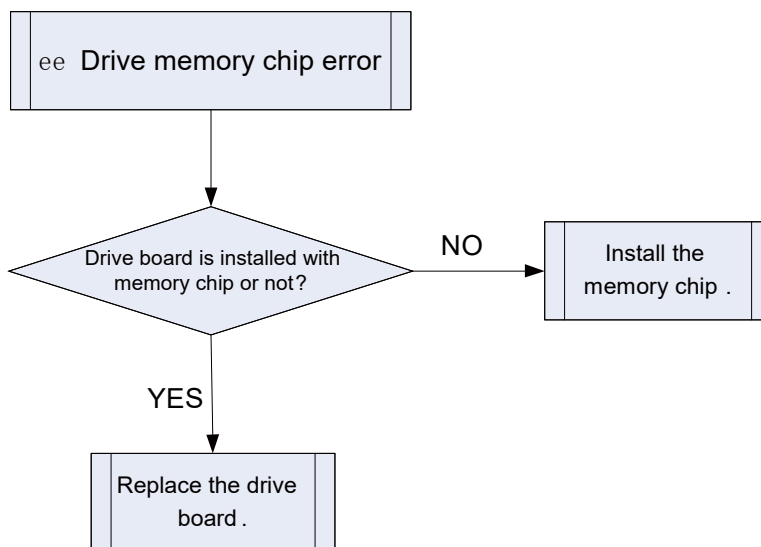 ee Drive memory chip error
Drive board is installed with
memory chip or not?
NO
Install the
memory chip .
YES
Replace the drive
board .